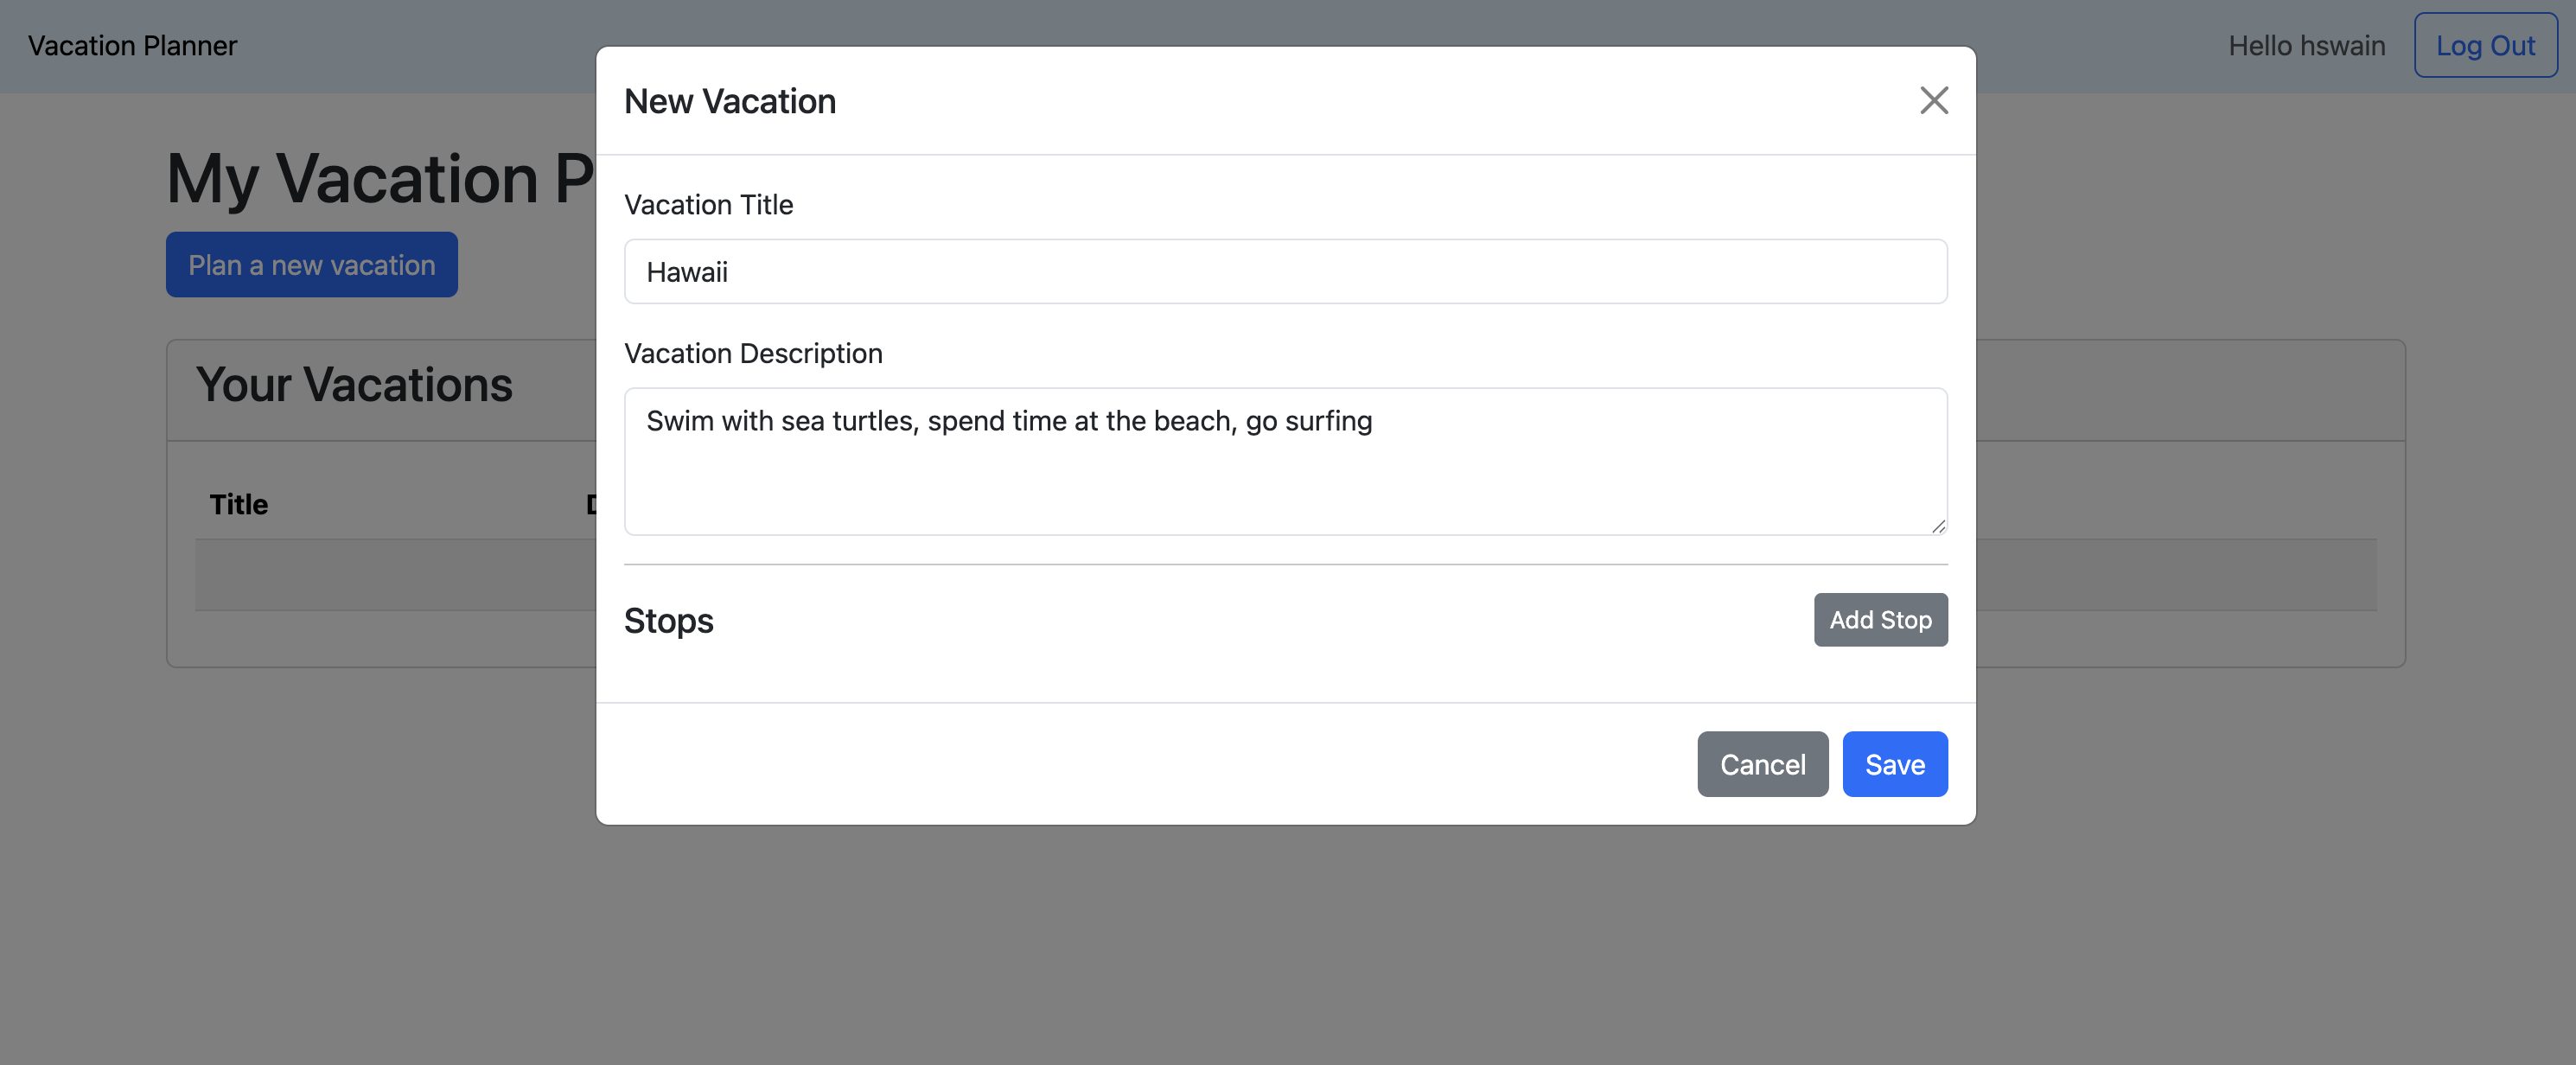 Vacation Planner
Hello hswain
Log Out
My Vacation P
Plan a new vacation
Your Vacations
Title
New Vacation
Vacation Title
Hawaii
Vacation Description
Swim with sea turtles, spend time at the beach, go surfing
Stops
Add Stop
Cancel
Save